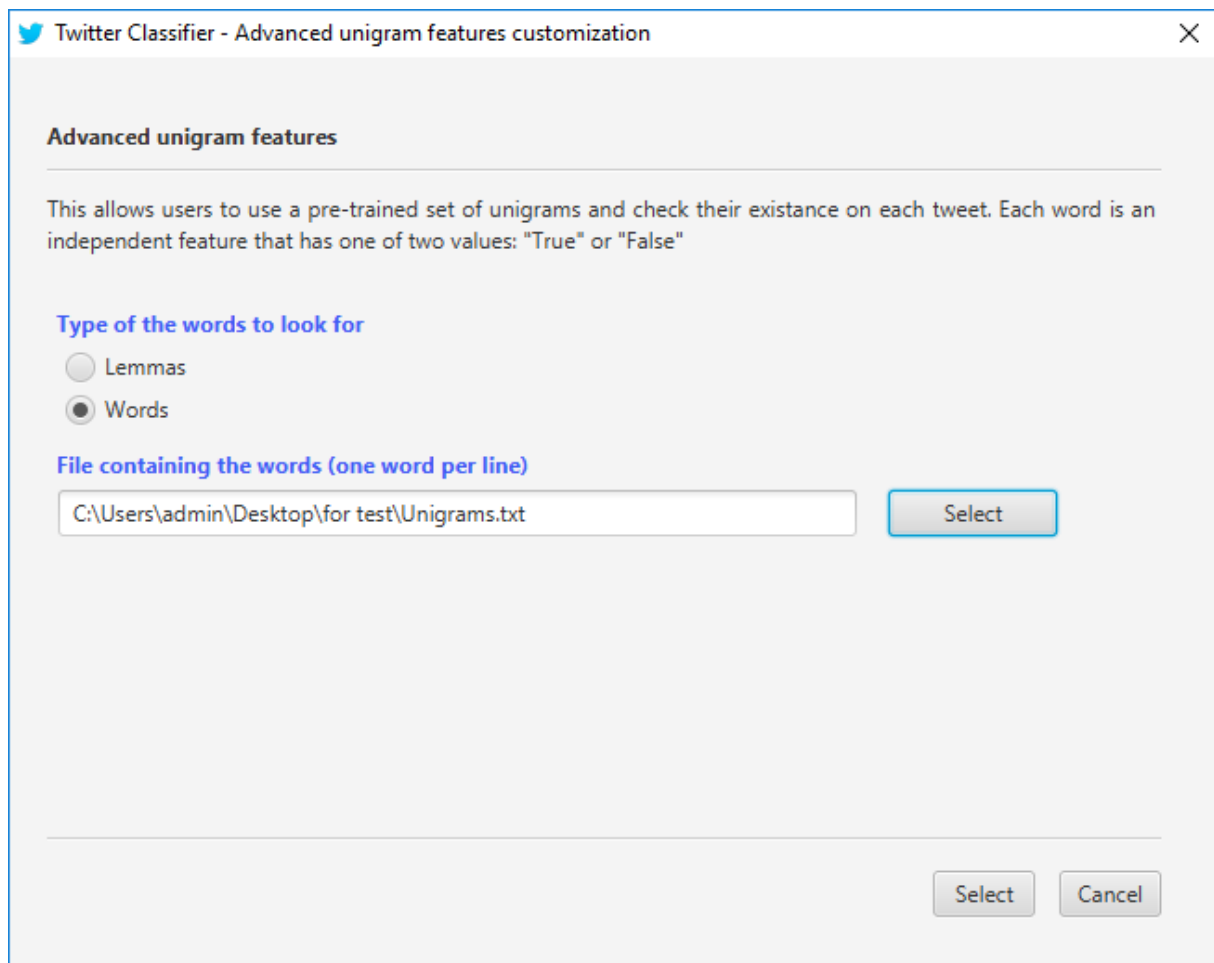 Twitter Classifier - Advanced unigram features customization
Advanced unigram features
This allows users to use a pre-trained set of unigrams and check their existance on each tweet. Each word is an
independent feature that has one of two values: "True" or "False"
Type of the words to look for
Lemmas
Words
File containing the words (one word per line)
C:\Users\admin\Desktop\for test\Unigrams.txt
Select
Select
Cancel